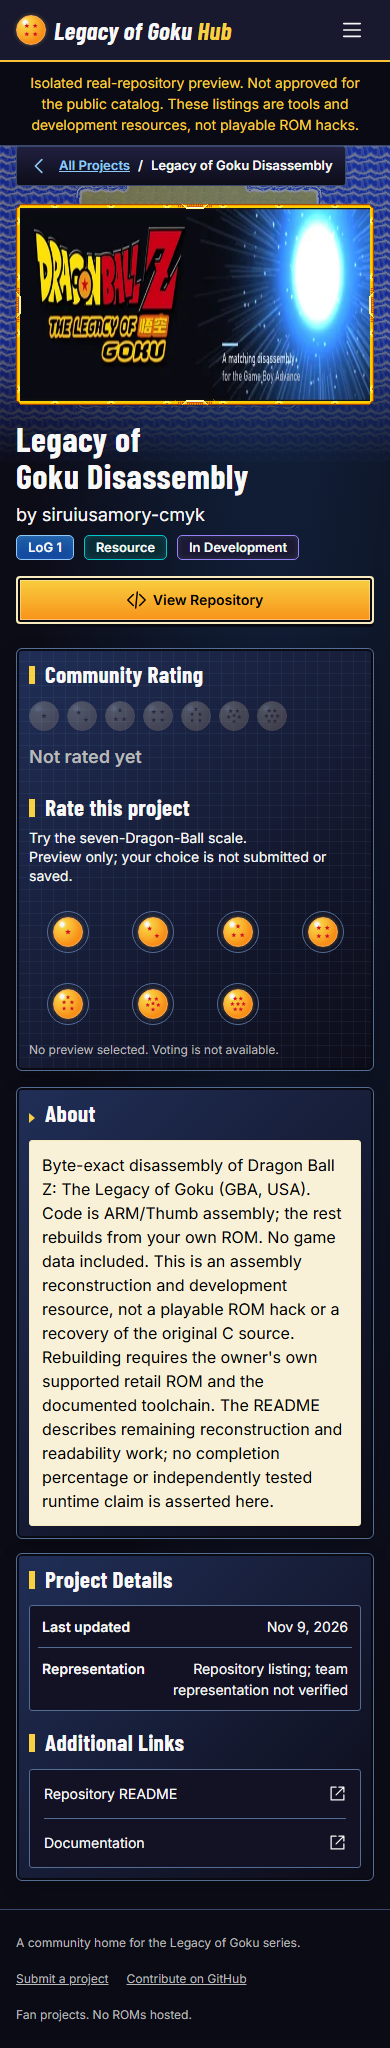 Legacy of Goku Hub
Isolated real-repository preview. Not approved for
the public catalog. These listings are tools and
development resources, not playable ROM hacks.
All Projects / Legacy of Goku Disassembly
DRAGON BALL Z
THE LEGACY OF 悟空
GOKU
A matching disassembly
for the Game Boy Advance
Legacy of
Goku Disassembly
by siruiusamory-cmyk
LoG 1 Resource In Development
View Repository
Community Rating
Not rated yet
Rate this project
Try the seven-Dragon-Ball scale.
Preview only; your choice is not submitted or
saved.
No preview selected. Voting is not available.
About
Byte-exact disassembly of Dragon Ball
Z: The Legacy of Goku (GBA, USA).
Code is ARM/Thumb assembly; the rest
rebuilds from your own ROM. No game
data included. This is an assembly
reconstruction and development
resource, not a playable ROM hack or a
recovery of the original C source.
Rebuilding requires the owner's own
supported retail ROM and the
documented toolchain. The README
describes remaining reconstruction and
readability work; no completion
percentage or independently tested
runtime claim is asserted here.
Project Details
Last updated Nov 9, 2026
Representation Repository listing; team
representation not verified
Additional Links
Repository README
Documentation
A community home for the Legacy of Goku series.
Submit a project Contribute on GitHub
Fan projects. No ROMs hosted.